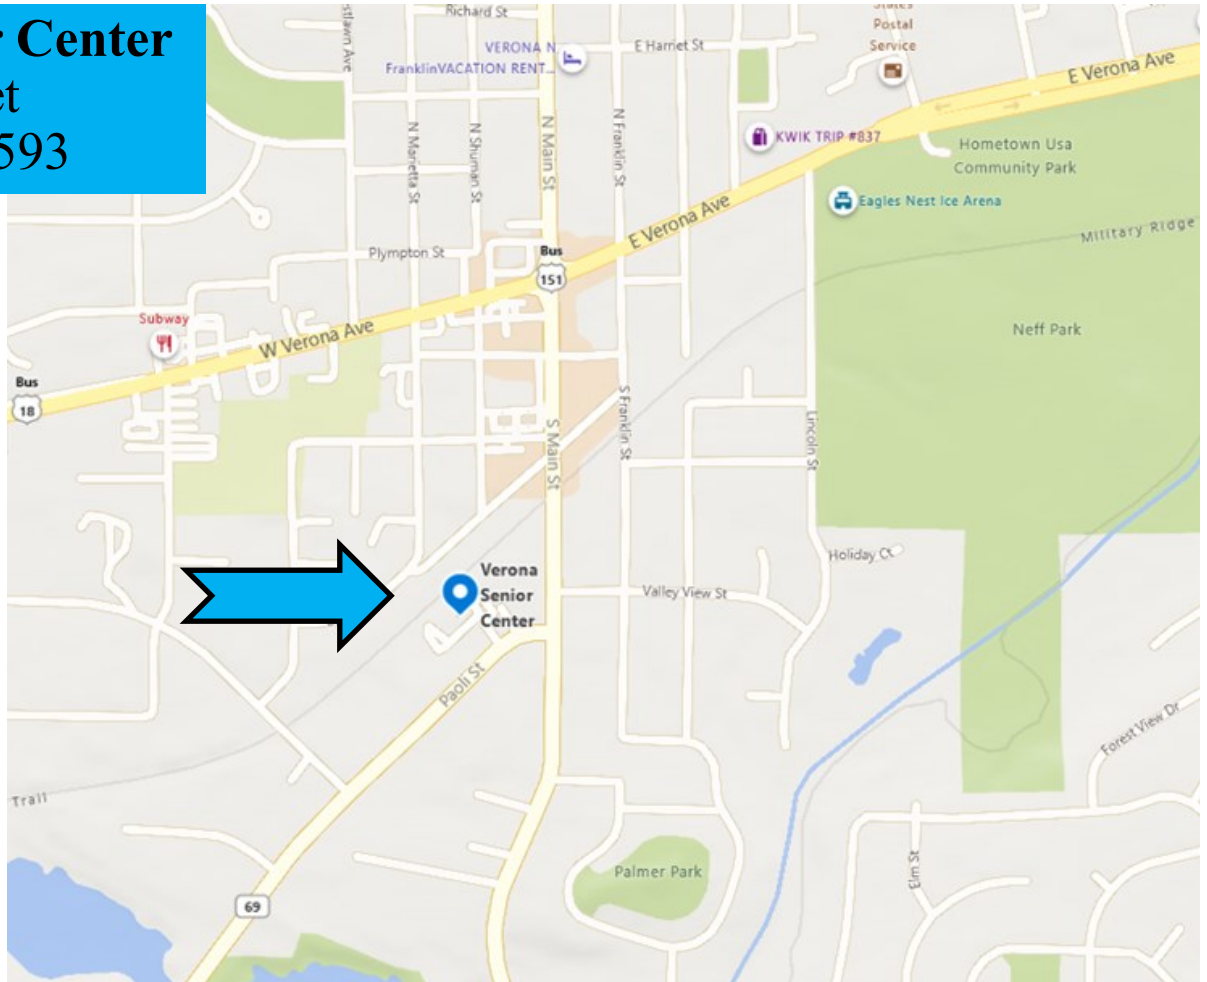 r Center
et
593
States
Postal
Service
Richard St
stlawn Ave
VERONA N
FranklinVACATION RENT...
E Harriet St
E Verona Ave
KWIK TRIP #837
Hometown Usa
Community Park
N Marietta St
N Shuman St
N Main St
N Franklin St
Eagles Nest Ice Arena
E Verona Ave
Military Ridge
Plympton St
Bus
151
Subway
W Verona Ave
Neff Park
Bus
18
S Franklin St
S Main St
Lincoln St
Holiday Ct
Verona
Senior
Center
Valley View St
Paoli St
Forest View Dr
Trail
Palmer Park
Elm St
69